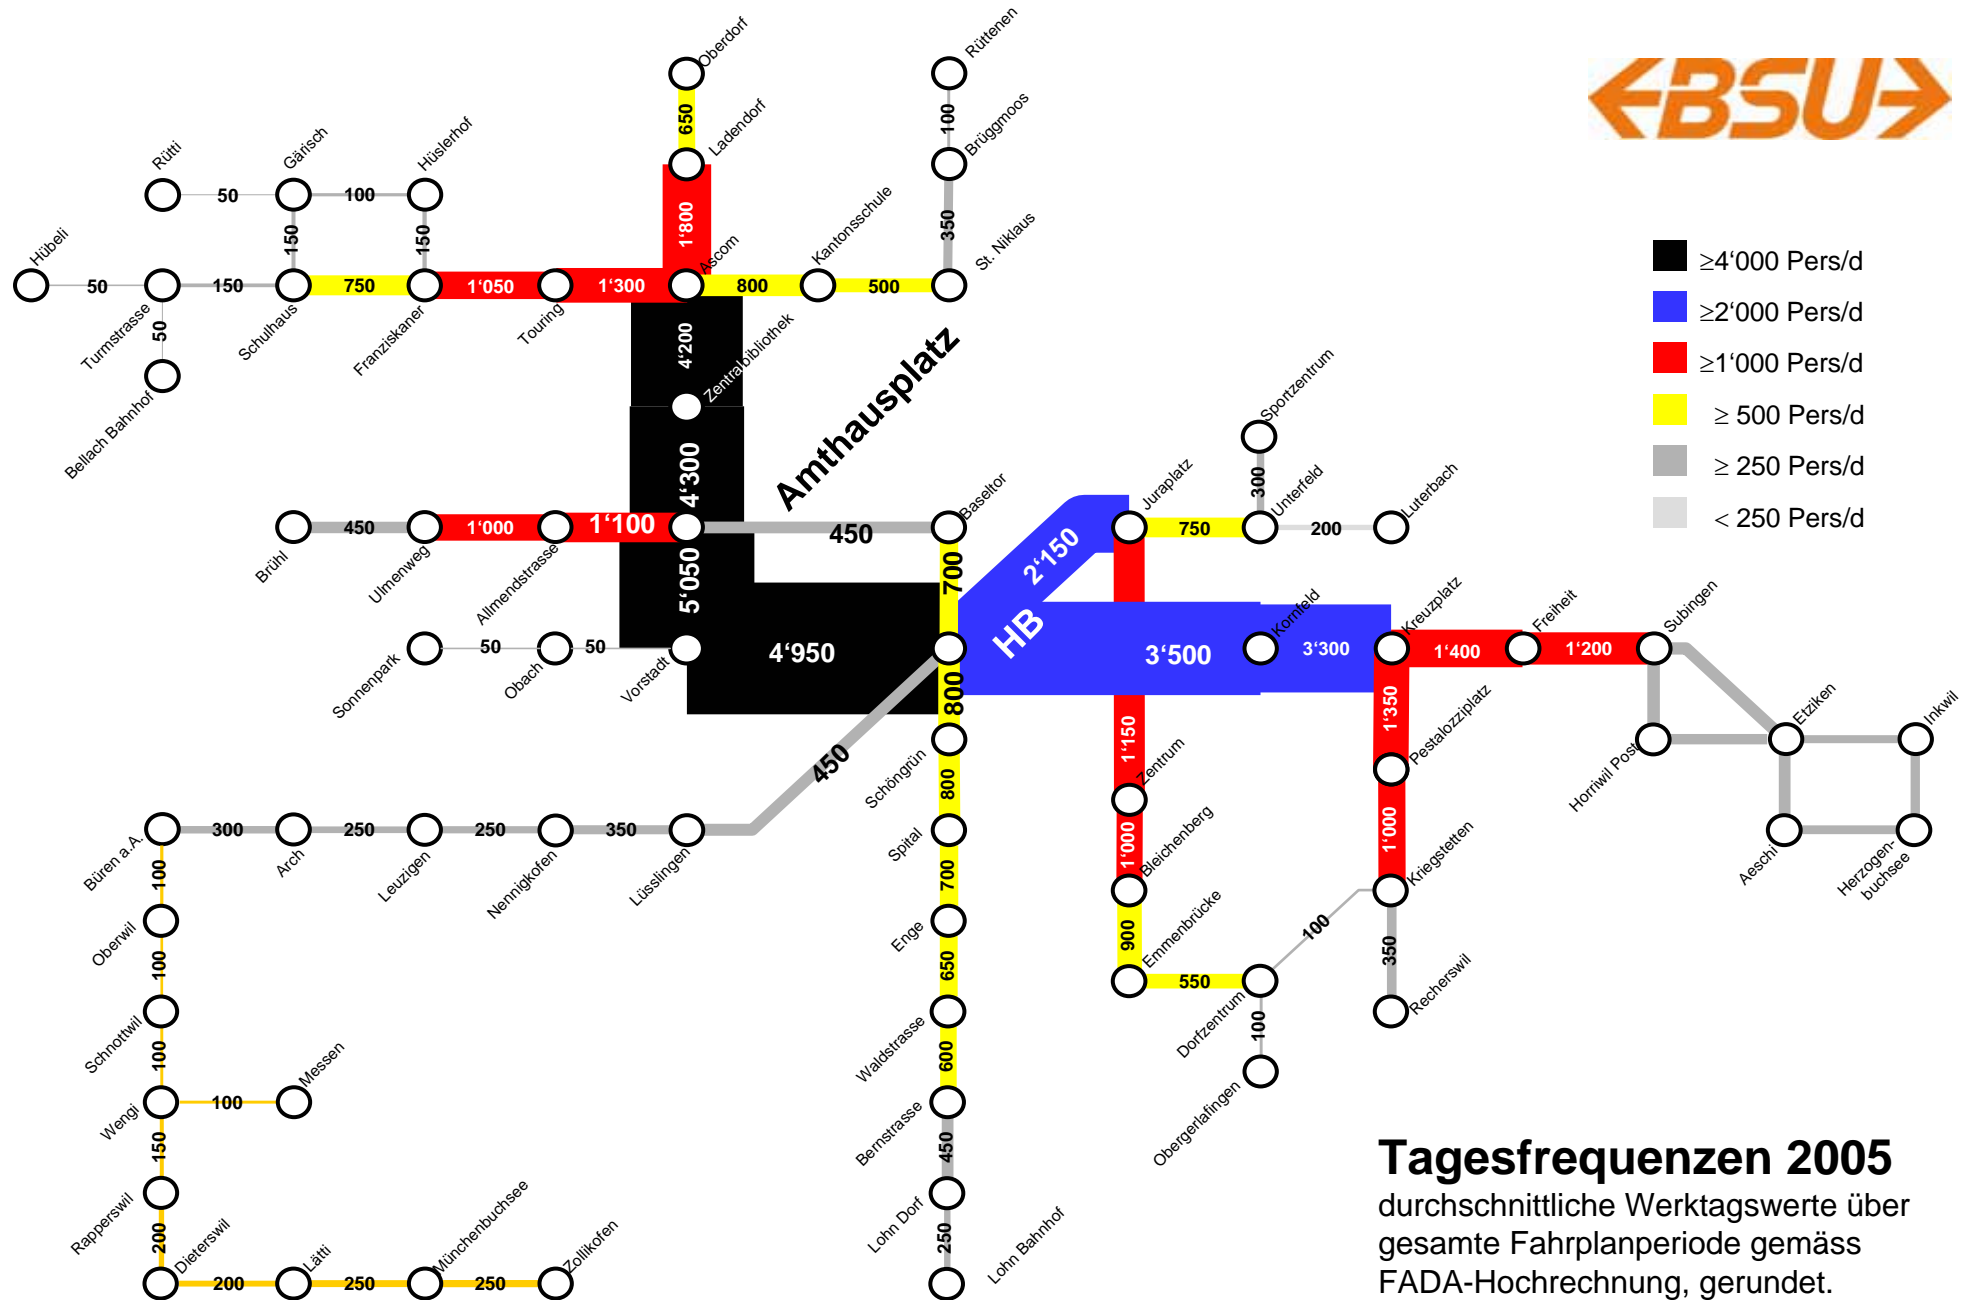 BSU
Oberdorf
Rüttenen
650
100
Ladendorf
Brüggmoos
Rütti
Gärisch
Hüslerhof
50
100
1'800
Kantonsschule
350
St. Niklaus
Hübeli
150
150
Ascom
50
150
750
1'050
1'300
800
500
Turmstrasse
50
Schulhaus
Franziskaner
Touring
4'200
Zentralbibliothek
Bellach Bahnhof
Amthausplatz
≥4'000 Pers/d
≥2'000 Pers/d
≥1'000 Pers/d
≥ 500 Pers/d
≥ 250 Pers/d
< 250 Pers/d
4'300
Sportzentrum
300
Baseltor
Juraplatz
Unterfeld
Luterbach
Brühl
450
Ulmenweg
1'000
Allmendstrasse
1'100
450
2'150
750
200
5'050
700
HB
Sonnenpark
50
Obach
50
Vorstadt
4'950
3'500
Kornfeld
3'300
Kreuzplatz
1'400
Freiheit
1'200
Subingen
800
1'150
1'350
Pestalozziplatz
Horriwil Post
Etziken
Inkwil
450
Schöngrün
Zentrum
800
1'000
1'000
Aeschi
Herzogen-
buchsee
Büren a.A.
300
Arch
250
Leuzigen
250
Nennigkofen
350
Lüsslingen
Spital
Bleichenberg
Kriegstetten
100
700
Oberwil
Enge
900
Emmenbrücke
100
350
100
650
550
Dorfzentrum
Recherswil
Schnottwil
Waldstrasse
100
100
600
Obergerlafingen
Wengi
100
Messen
Bernstrasse
150
450
Rapperswil
Lohn Dorf
200
250
Dieterswil
200
Lätti
250
Münchenbuchsee
250
Zollikofen
Lohn Bahnhof
Tagesfrequenzen 2005
durchschnittliche Werktagswerte über
gesamte Fahrplanperiode gemäss
FADA-Hochrechnung, gerundet.